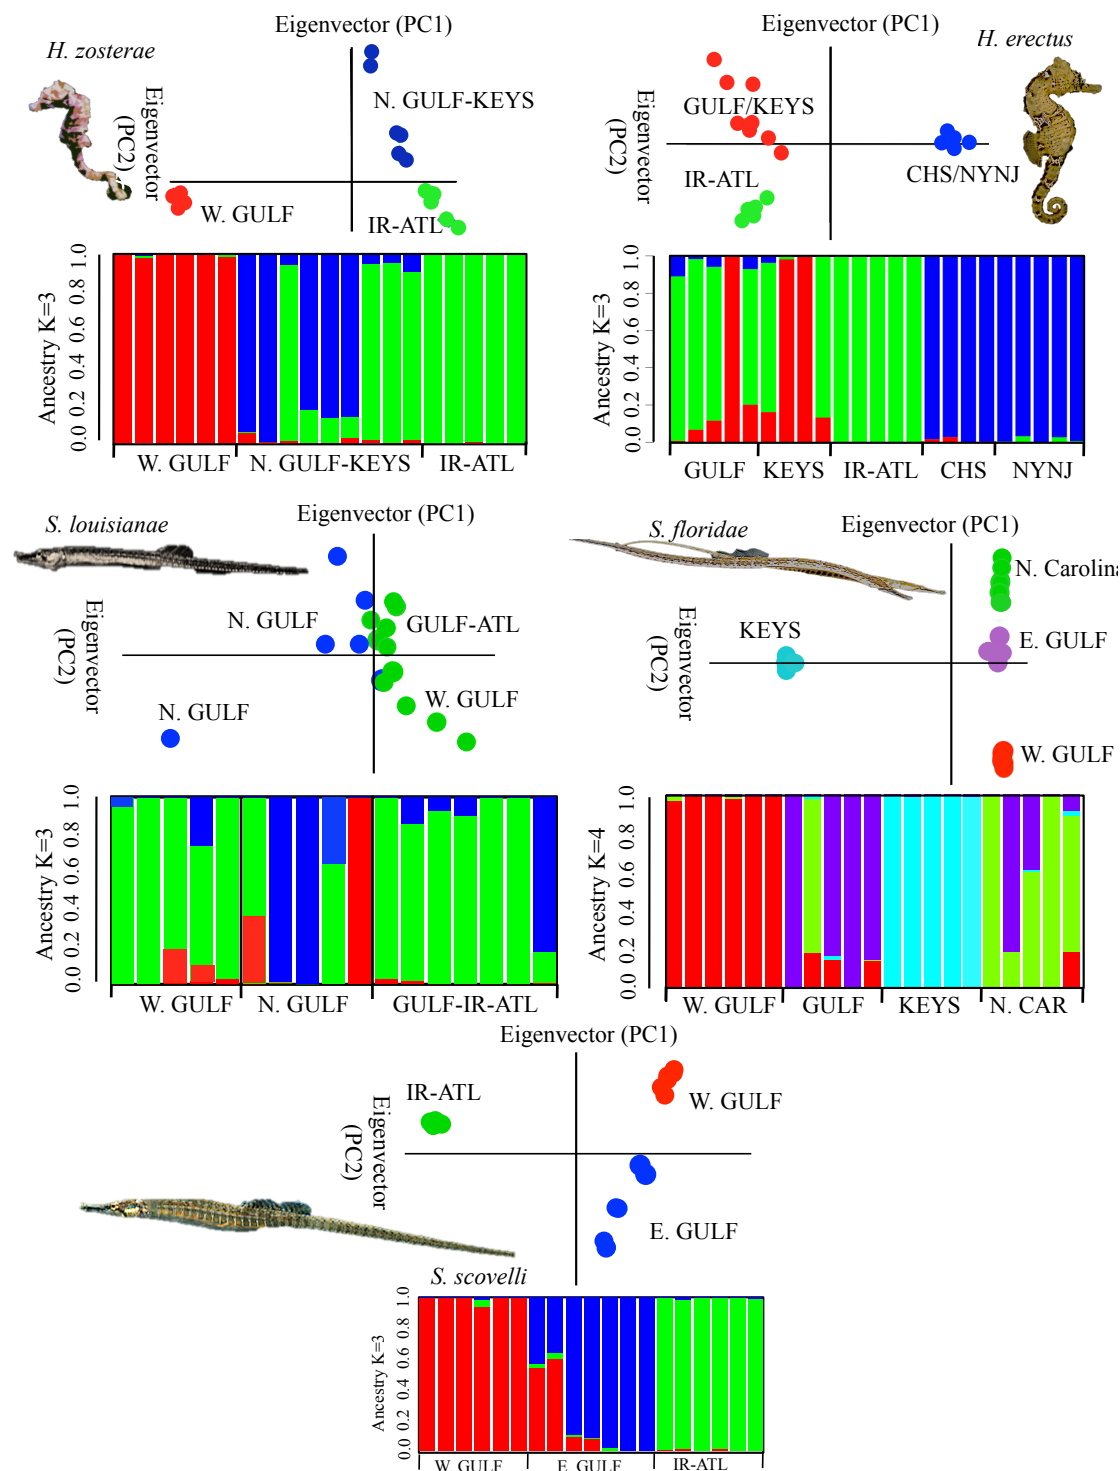 Eigenvector (PC1)
H. zosterae
Eigenvector
(PC2)
N. GULF-KEYS
W. GULF
IR-ATL
Ancestry K=3
0.0 0.2 0.4 0.6 0.8 1.0
W. GULF N. GULF-KEYS IR-ATL
Eigenvector (PC1)
H. erectus
Eigenvector
(PC2)
GULF/KEYS
IR-ATL
CHS/NYNJ
Ancestry K=3
0.0 0.2 0.4 0.6 0.8 1.0
GULF KEYS IR-ATL CHS NYNJ
Eigenvector (PC1)
S. louisianae
Eigenvector
(PC2)
N. GULF
GULF-ATL
W. GULF
N. GULF
Ancestry K=3
0.0 0.2 0.4 0.6 0.8 1.0
W. GULF N. GULF GULF-IR-ATL
Eigenvector (PC1)
S. floridae
Eigenvector
(PC2)
N. Carolina
KEYS
E. GULF
W. GULF
Ancestry K=4
0.0 0.2 0.4 0.6 0.8 1.0
W. GULF GULF KEYS N. CAR
Eigenvector (PC1)
IR-ATL
Eigenvector
(PC2)
W. GULF
E. GULF
S. scovelli
Ancestry K=3
0.0 0.2 0.4 0.6 0.8 1.0
W. GULF E. GULF IR-ATL